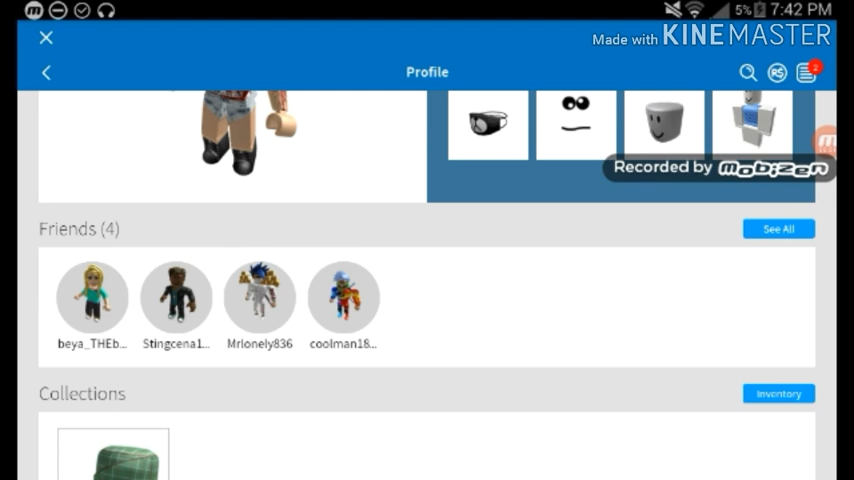 5% 7:42 PM
Made with KINEMASTER
Profile
R$
2
Recorded by mobizen
Friends (4)
See All
beya_THEb...
Stingcena1...
Mrlonely836
coolman18...
Collections
Inventory